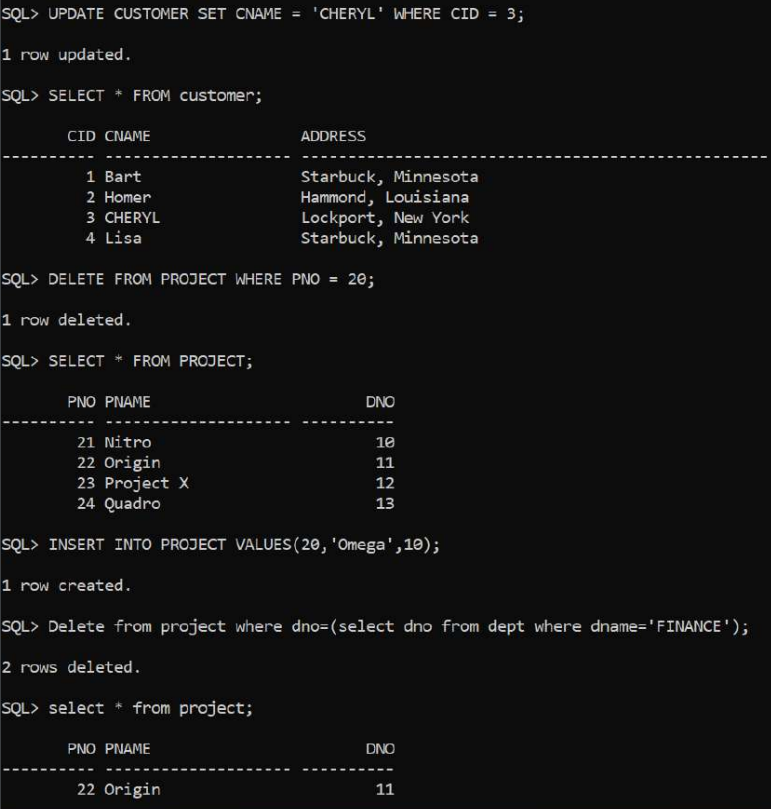 SQL> UPDATE CUSTOMER SET CNAME = 'CHERYL' WHERE CID = 3;
1 row updated.
SQL> SELECT * FROM customer;
CID CNAME ADDRESS
---------- -------------------- --------------------------------------------------
1 Bart Starbuck, Minnesota
2 Homer Hammond, Louisiana
3 CHERYL Lockport, New York
4 Lisa Starbuck, Minnesota
SQL> DELETE FROM PROJECT WHERE PNO = 20;
1 row deleted.
SQL> SELECT * FROM PROJECT;
PNO PNAME DNO
---------- -------------------- ----------
21 Nitro 10
22 Origin 11
23 Project X 12
24 Quadro 13
SQL> INSERT INTO PROJECT VALUES(20,'Omega',10);
1 row created.
SQL> Delete from project where dno=(select dno from dept where dname='FINANCE');
2 rows deleted.
SQL> select * from project;
PNO PNAME DNO
---------- -------------------- ----------
22 Origin 11